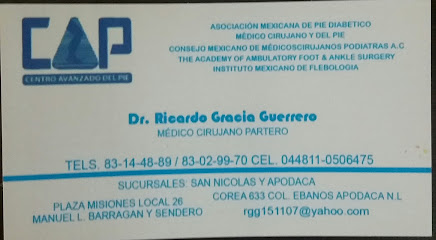 CAP
CENTRO AVANZADO DEL PIE
ASOCIACIÓN MEXICANA DE PIE DIABETICO
MÉDICO CIRUJANO Y DEL PIE
CONSEJO MEXICANO DE MÉDICOSCIRUJANOS PODIATRAS A.C
THE ACADEMY OF AMBULATORY FOOT & ANKLE SURGERY
INSTITUTO MEXICANO DE FLEBOLOGIA
Dr. Ricardo Gracia Guerrero
MÉDICO CIRUJANO PARTERO
TELS. 83-14-48-89 / 83-02-99-70 CEL. 044811-0506475
SUCURSALES: SAN NICOLAS Y APODACA
PLAZA MISIONES LOCAL 26
MANUEL L. BARRAGAN Y SENDERO
COREA 633 COL. EBANOS APODACA N.L
rgg151107@yahoo.com